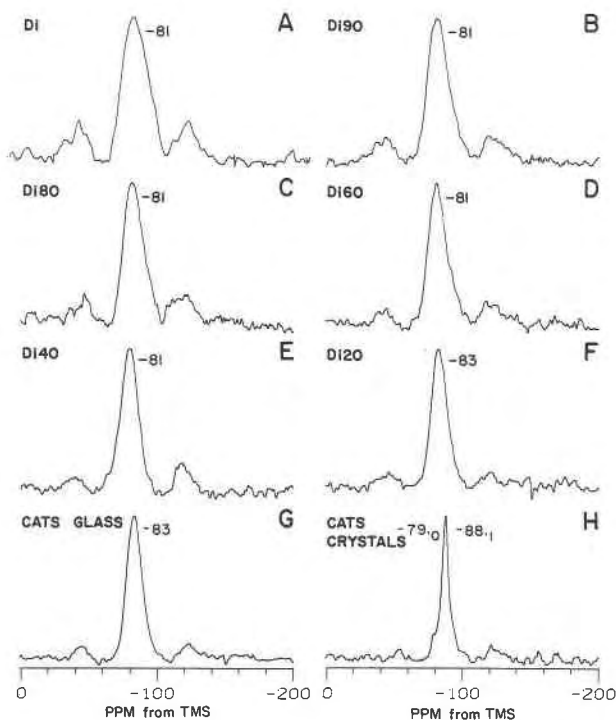 Di A
-81
Di90 B
-81
Di80 C
-81
Di60 D
-81
Di40 E
-81
Di20 F
-83
CATS GLASS G
-83
CATS CRYSTALS H
-79.0 -88.1
0 -100 -200
PPM from TMS
0 -100 -200
PPM from TMS